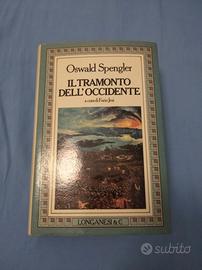 Oswald Spengler
IL TRAMONTO
DELL'OCCIDENTE
a cura di Furio Jesi
LONGANESI & C.
subito